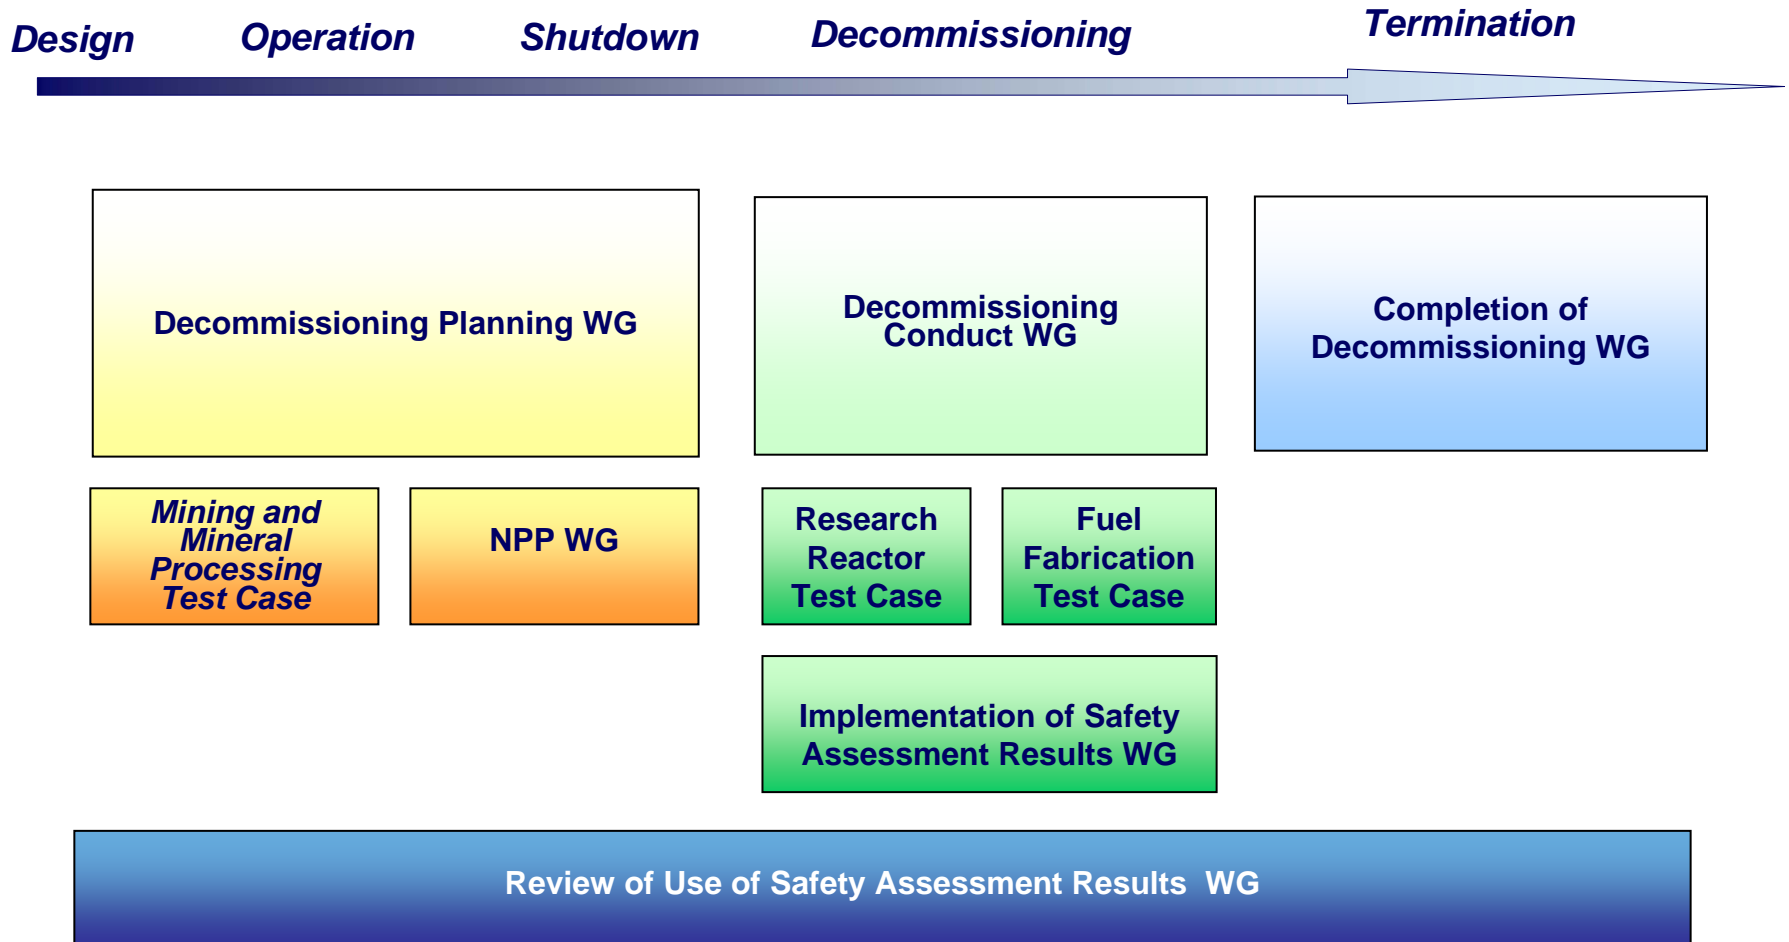 Design
Operation
Shutdown
Decommissioning
Termination
Decommissioning Planning WG
Decommissioning
Conduct WG
Completion of
Decommissioning WG
Mining and
Mineral
Processing
Test Case
NPP WG
Research
Reactor
Test Case
Fuel
Fabrication
Test Case
Implementation of Safety
Assessment Results WG
Review of Use of Safety Assessment Results  WG